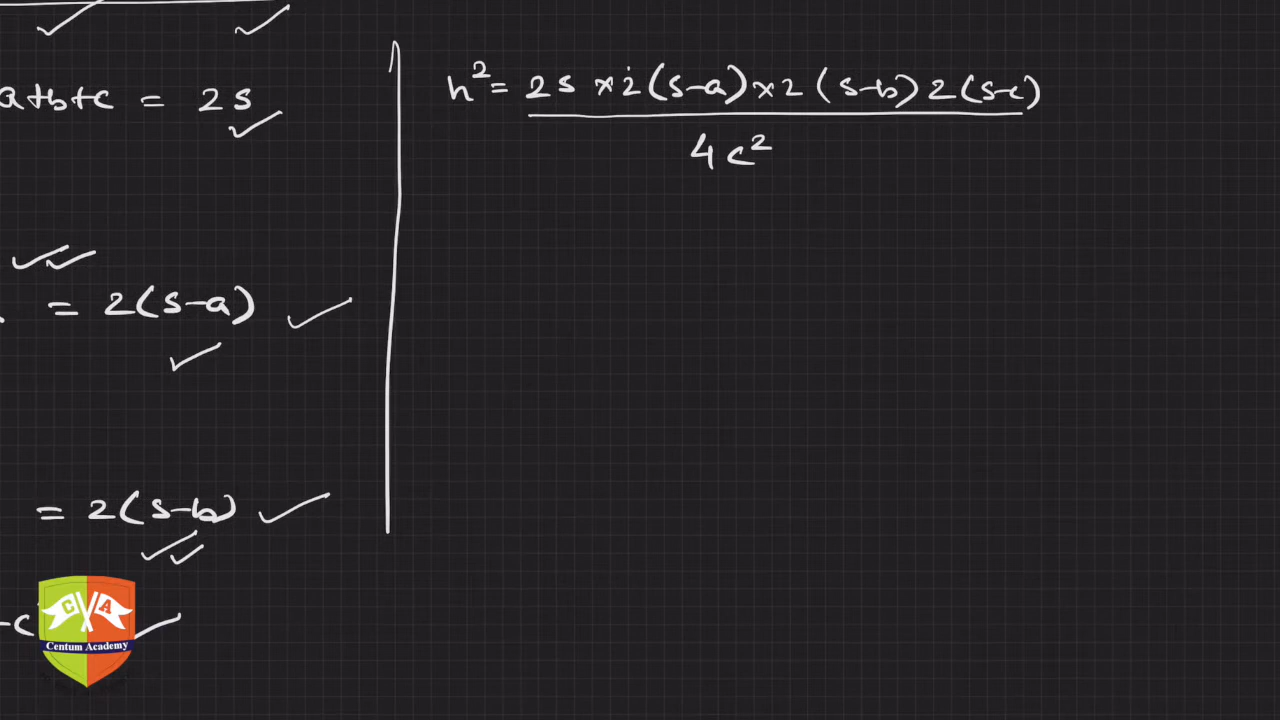 a+b+c = 2s
= 2(s-a)
= 2(s-b)
-c
h² = 2s × 2(s-a) × 2(s-b) 2(s-c)
4c²
C A
Centum Academy